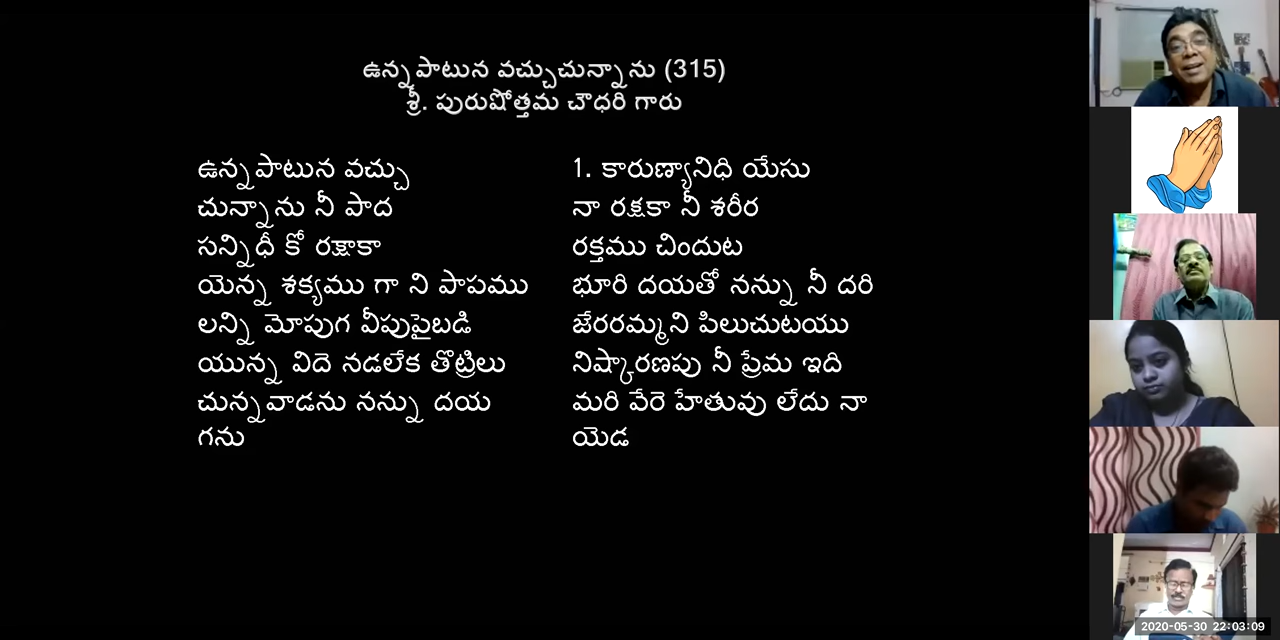 ఉన్నపాటున వచ్చుచున్నాను (315)
శ్రీ. పురుషోత్తమ చౌధరి గారు
ఉన్నపాటున వచ్చు
చున్నాను నీ పాద
సన్నిధీ కో రక్షాకా
యెన్న శక్యము గా ని పాపము
లన్ని మోపుగ వీపుపైబడి
యున్న విదె నడలేక తొట్రిలు
చున్నవాడను నన్ను దయ
గను
1. కారుణ్యానిధి యేసు
నా రక్షకా నీ శరీర
రక్తము చిందుట
భూరి దయతో నన్ను నీ దరి
జేరరమ్మని పిలుచుటయు
నిష్కారణపు నీ ప్రేమ ఇది
మరి వేరె హేతువు లేదు నా
యెడ
2020-05-30 22:03:09